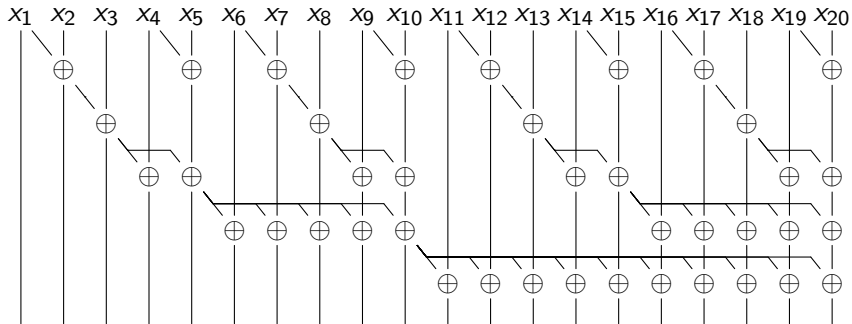 x₁ x₂ x₃ x₄ x₅ x₆ x₇ x₈ x₉ x₁₀ x₁₁ x₁₂ x₁₃ x₁₄ x₁₅ x₁₆ x₁₇ x₁₈ x₁₉ x₂₀